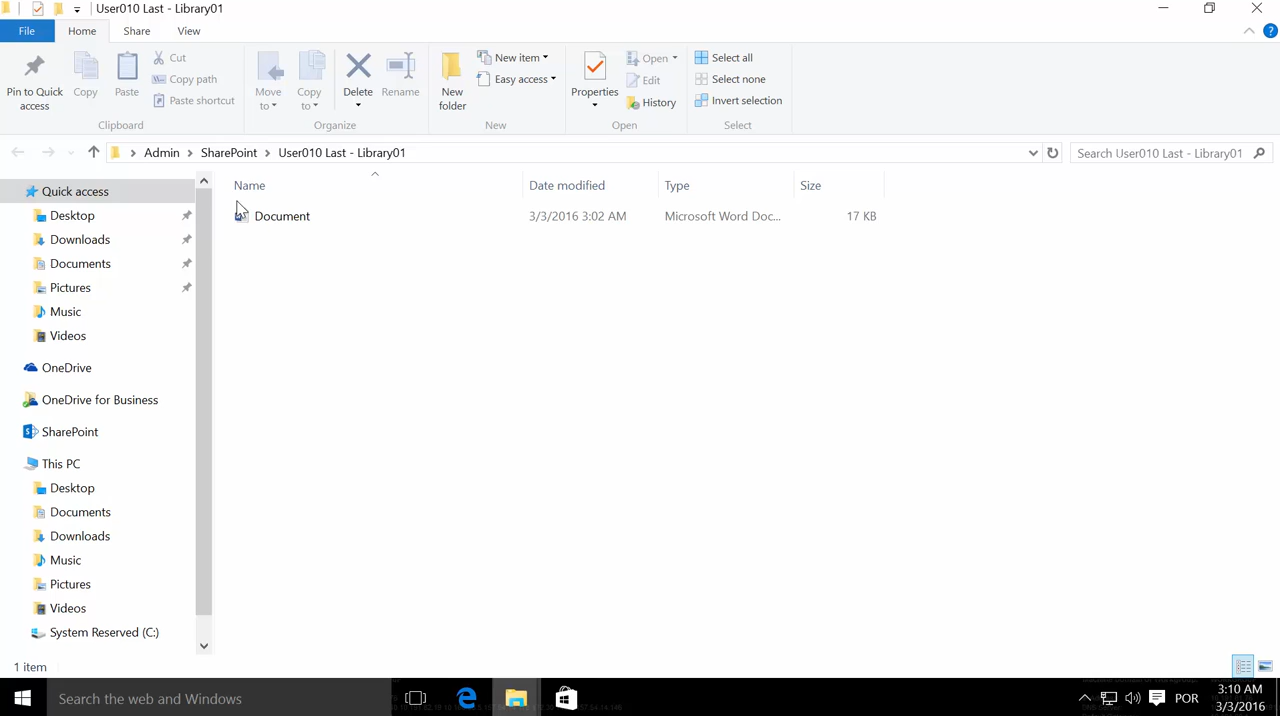 User010 Last - Library01
File Home Share View
Pin to Quick access
Copy
Paste
Cut
Copy path
Paste shortcut
Clipboard
Move to
Copy to
Delete
Rename
Organize
New folder
New item
Easy access
New
Properties
Open
Edit
History
Open
Select all
Select none
Invert selection
Select
Admin SharePoint User010 Last - Library01
Search User010 Last - Library01
Name Date modified Type Size
Document 3/3/2016 3:02 AM Microsoft Word Doc... 17 KB
Quick access
Desktop
Downloads
Documents
Pictures
Music
Videos
OneDrive
OneDrive for Business
SharePoint
This PC
Desktop
Documents
Downloads
Music
Pictures
Videos
System Reserved (C:)
1 item
Search the web and Windows
POR
3:10 AM
3/3/2016